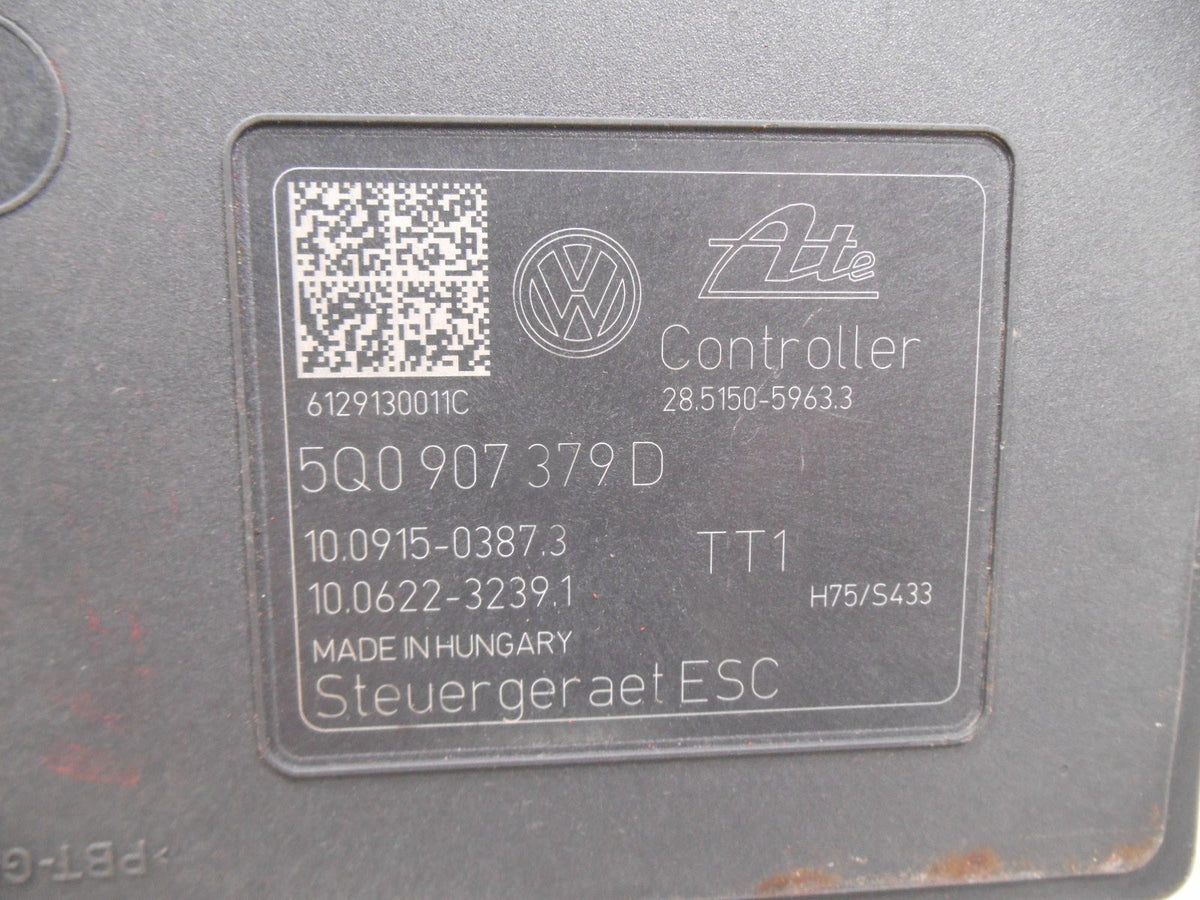 Ate
Controller
6129130011C
28.5150-5963.3
5Q0 907 379 D
10.0915-0387.3
TT1
10.0622-3239.1
H75/S433
MADE IN HUNGARY
Steuergeraet ESC
>PBT-G